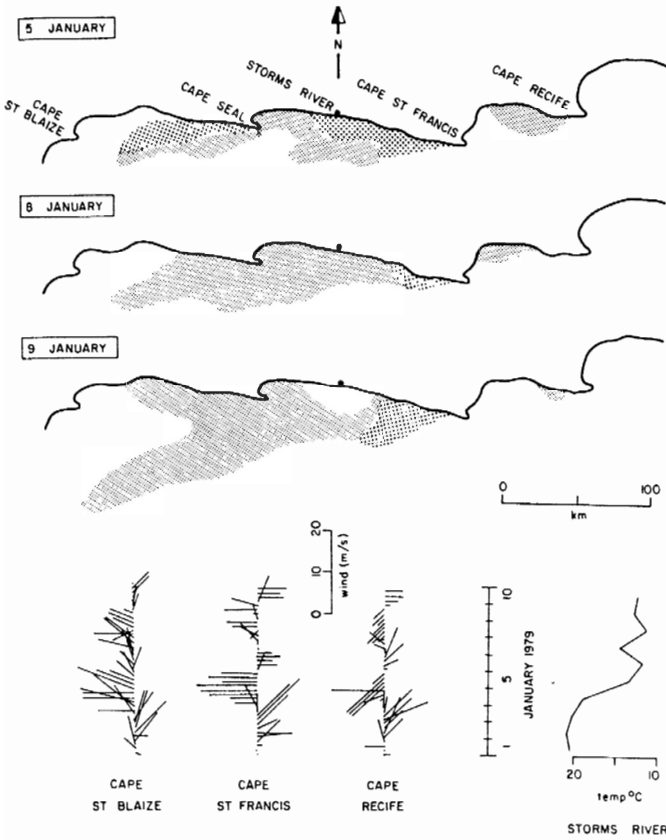 5 JANUARY
N
CAPE ST BLAIZE
CAPE SEAL
STORMS RIVER
CAPE ST FRANCIS
CAPE RECIFE
8 JANUARY
9 JANUARY
0 100
km
20
10
0
wind (m/s)
10
5
1
JANUARY 1979
20 10
temp °C
CAPE
ST BLAIZE
CAPE
ST FRANCIS
CAPE
RECIFE
STORMS RIVER